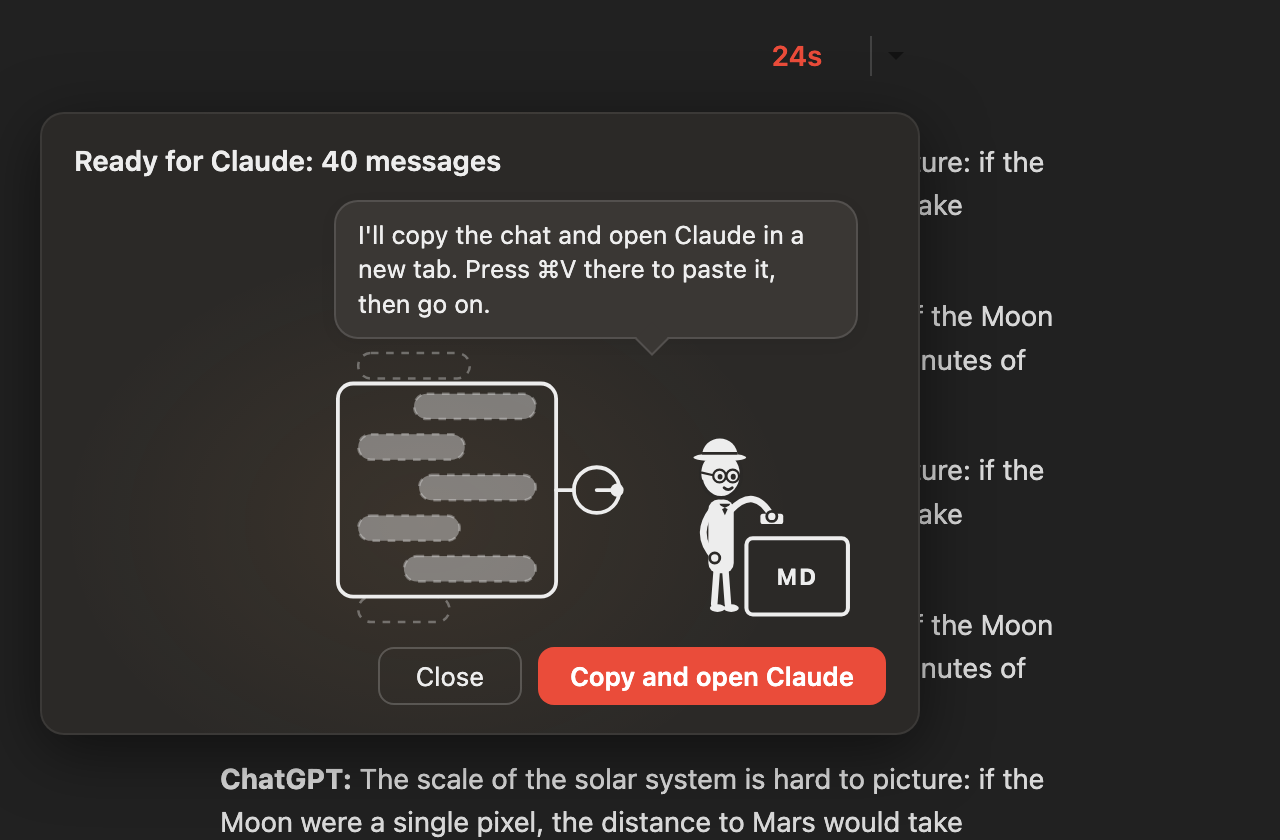 24s
Ready for Claude: 40 messages
I'll copy the chat and open Claude in a
new tab. Press ⌘V there to paste it,
then go on.
MD
Close
Copy and open Claude
ture: if the
ake
f the Moon
nutes of
ture: if the
ake
f the Moon
nutes of
ChatGPT: The scale of the solar system is hard to picture: if the
Moon were a single pixel, the distance to Mars would take